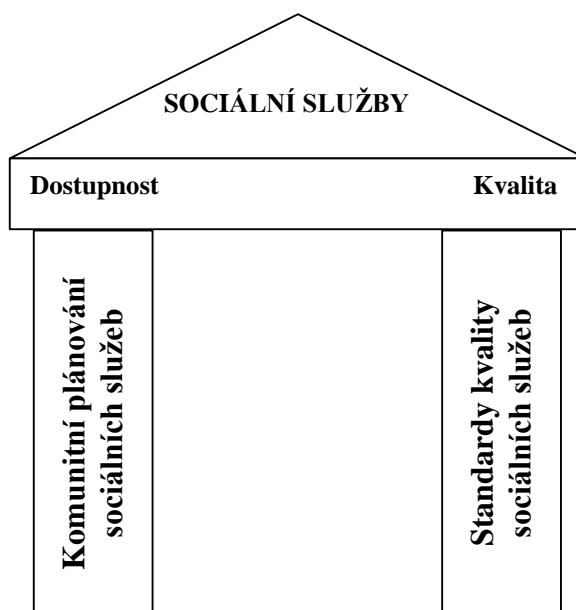 SOCIÁLNÍ SLUŽBY
Dostupnost
Kvalita
Komunitní plánování
sociálních služeb
Standardy kvality
sociálních služeb